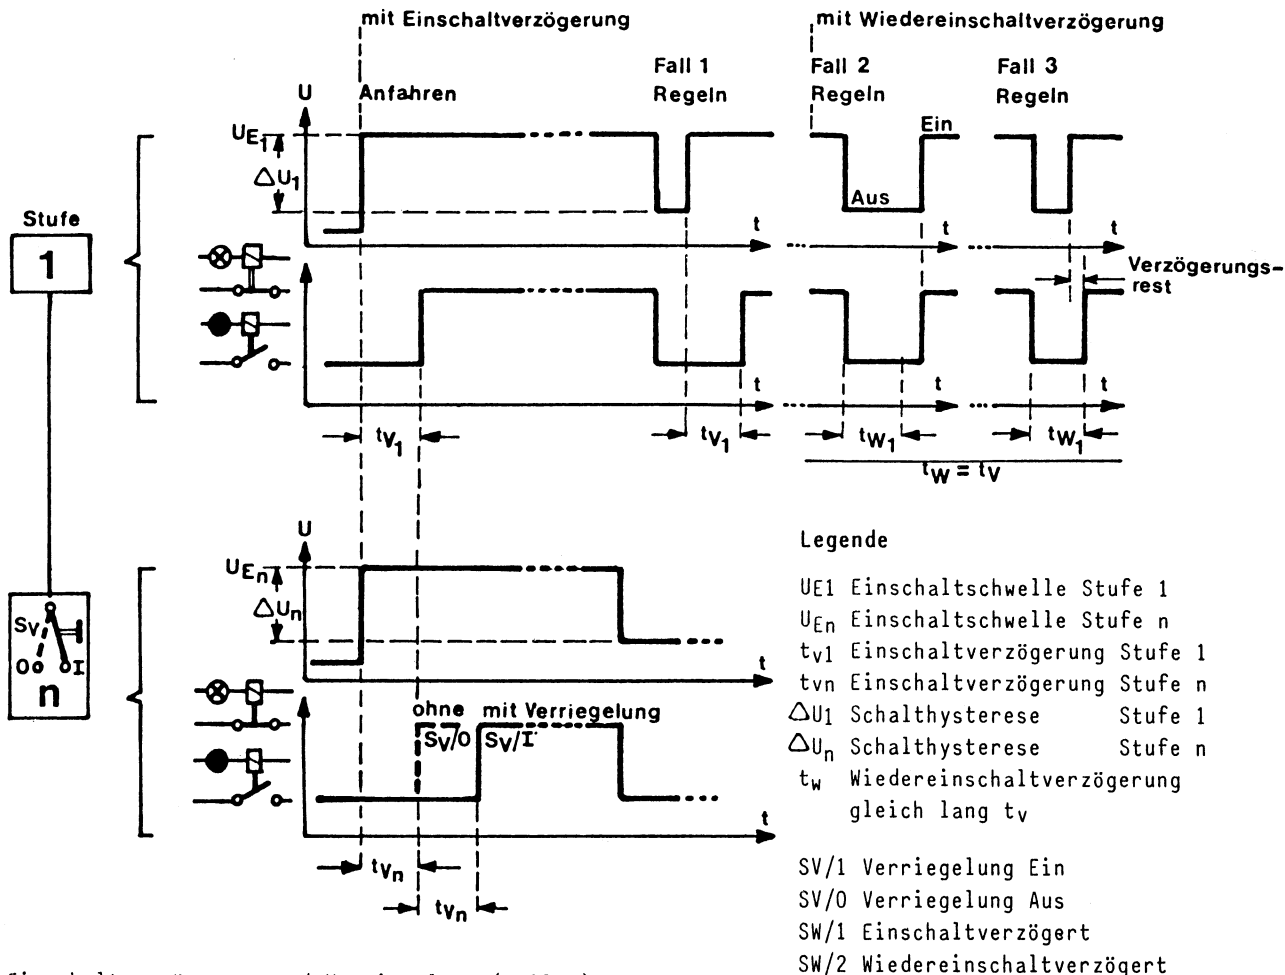 mit Einschaltverzögerung
mit Wiedereinschaltverzögerung
Fall 1
Fall 2
Fall 3
U
Anfahren
Regeln
Regeln
Regeln
UE1
Ein
ΔU1
Aus
Stufe
t
t
t
1
Verzögerungs-
rest
t
t
t
tV1
tV1
tW1
tW1
tW = tV
U
Legende
UEn
ΔUn
UE1 Einschaltschwelle Stufe 1
UEn Einschaltschwelle Stufe n
tv1 Einschaltverzögerung Stufe 1
tvn Einschaltverzögerung Stufe n
ΔU1 Schalthysterese Stufe 1
ΔUn Schalthysterese Stufe n
tw Wiedereinschaltverzögerung
gleich lang tv
SV
O I
n
t
ohne mit Verriegelung
SV/O SV/I
t
tVn
tVn
SV/1 Verriegelung Ein
SV/0 Verriegelung Aus
SW/1 Einschaltverzögert
SW/2 Wiedereinschaltverzögert